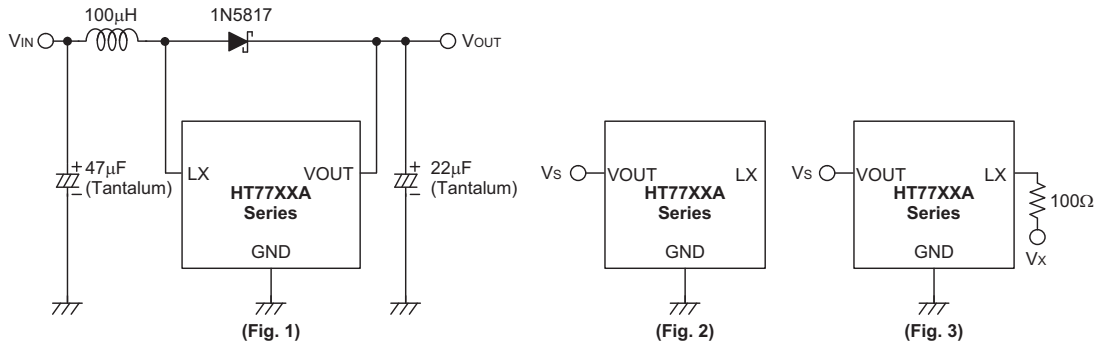 100μH
1N5817
VIN
VOUT
47μF
(Tantalum)
LX
VOUT
HT77XXA
Series
GND
22μF
(Tantalum)
(Fig. 1)
VS
VOUT
LX
HT77XXA
Series
GND
(Fig. 2)
VS
VOUT
LX
HT77XXA
Series
GND
100Ω
VX
(Fig. 3)